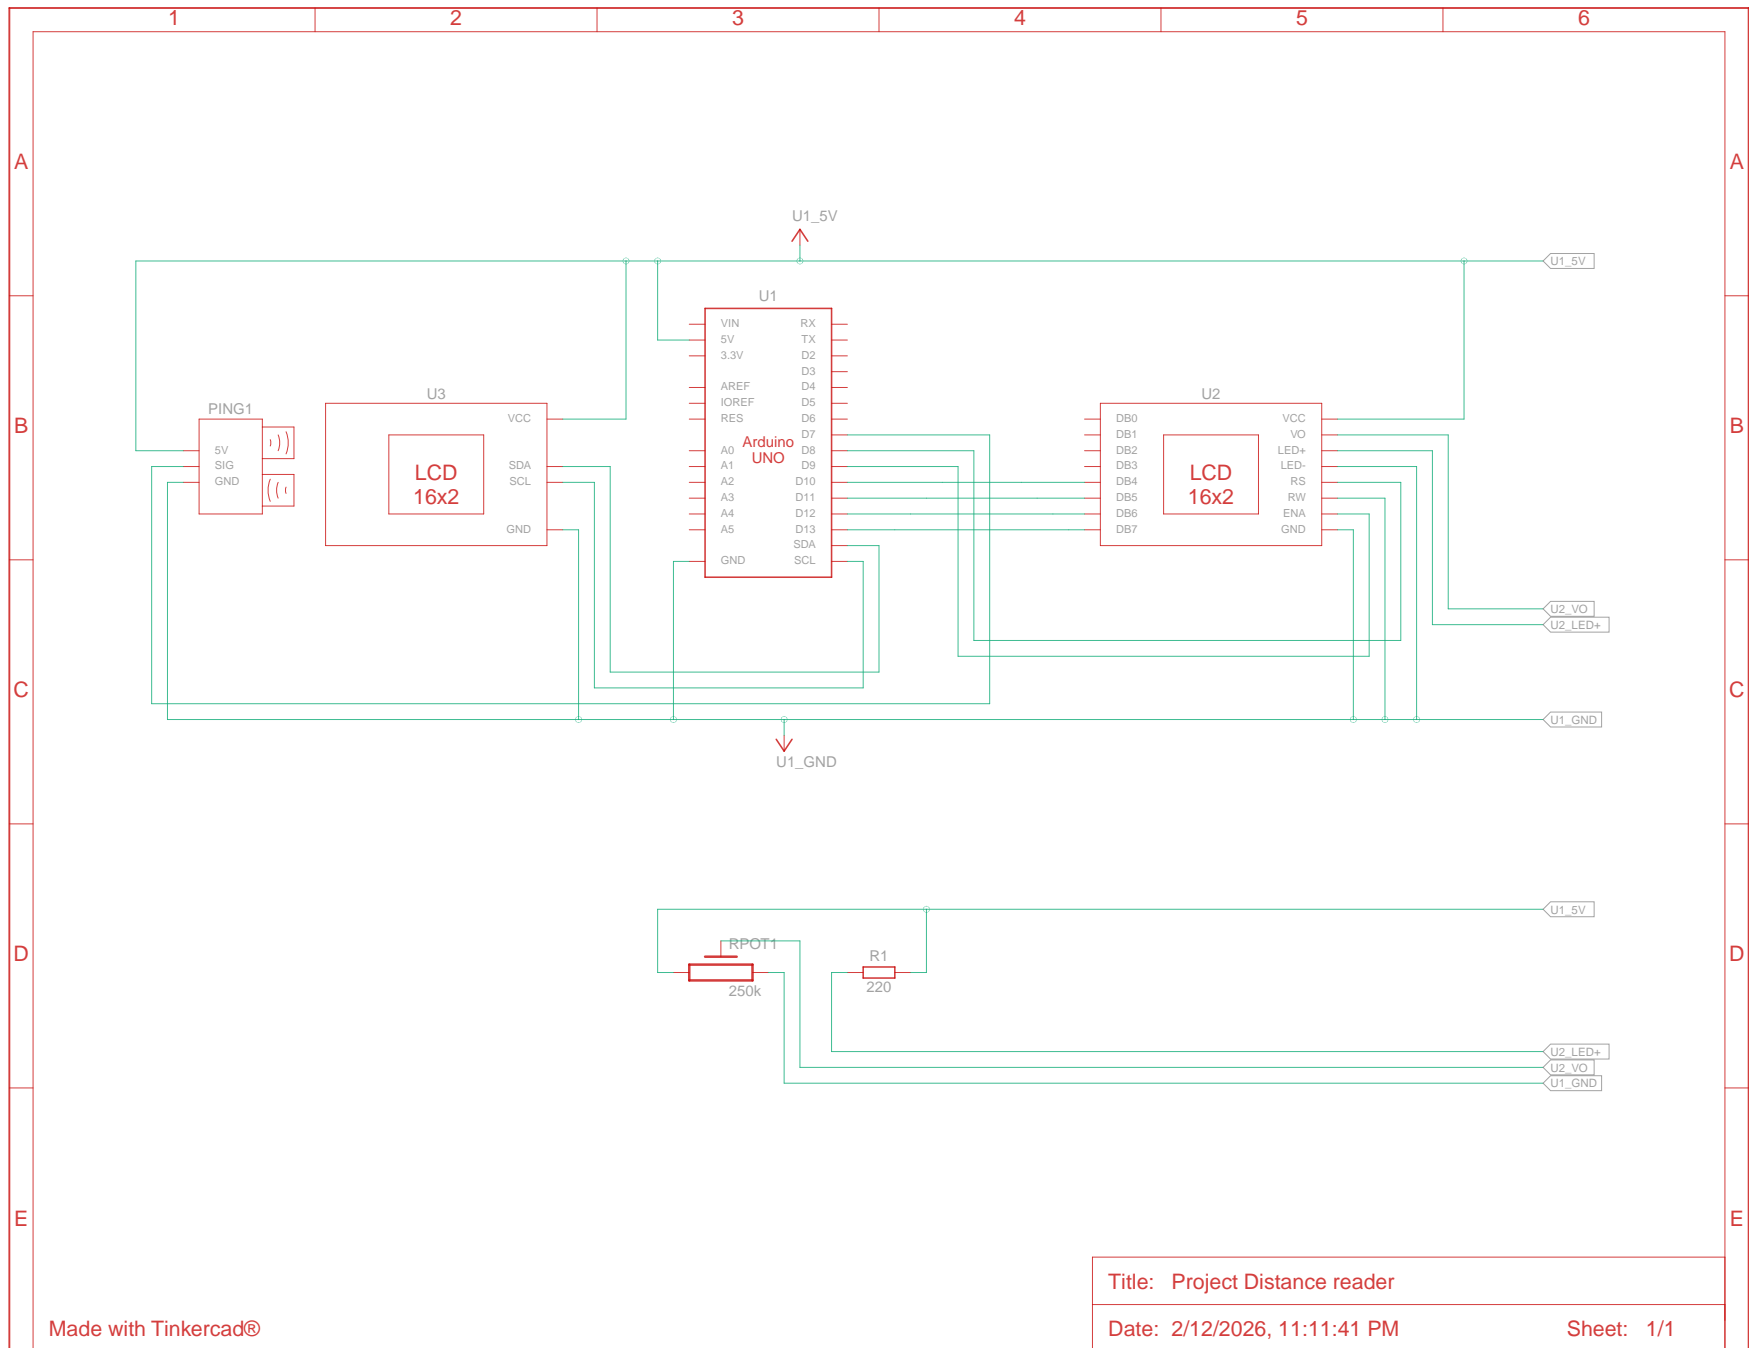 1 2 3 4 5 6
A A
U1_5V
U1_5V
U1
VIN RX
5V TX
3.3V D2
D3
AREF D4
IOREF D5
RES D6
D7
A0 D8
A1 D9
A2 D10
A3 D11
A4 D12
A5 D13
SDA
GND SCL
Arduino
UNO
B B
PING1
5V
SIG
GND
U3
VCC
SDA
SCL
GND
LCD
16x2
U2
DB0 VCC
DB1 VO
DB2 LED+
DB3 LED-
DB4 RS
DB5 RW
DB6 ENA
DB7 GND
LCD
16x2
U2_VO
U2_LED+
C C
U1_GND
U1_GND
U1_5V
D D
RPOT1
250k
R1
220
U2_LED+
U2_VO
U1_GND
E E
Title: Project Distance reader
Made with Tinkercad®
Date: 2/12/2026, 11:11:41 PM Sheet: 1/1